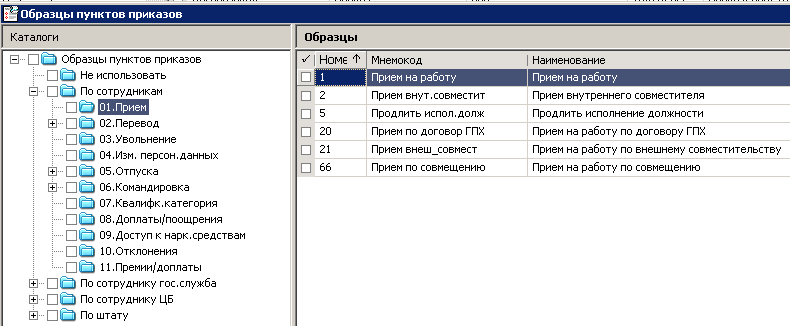 Образцы пунктов приказов
Каталоги
Образцы пунктов приказов
Не использовать
По сотрудникам
01.Прием
02.Перевод
03.Увольнение
04.Изм. персон.данных
05.Отпуска
06.Командировка
07.Квалифк.категория
08.Доплаты/поощрения
09.Доступ к нарк.средствам
10.Отклонения
11.Премии/доплаты
По сотруднику гос.служба
По сотруднику ЦБ
По штату
Образцы
Номе Мнемокод Наименование
1 Прием на работу Прием на работу
2 Прием внут.совместит Прием внутреннего совместителя
5 Продлить испол.долж Продлить исполнение должности
20 Прием по договор ГПХ Прием на работу по договору ГПХ
21 Прием внеш_совмест Прием на работу по внешнему совместительству
66 Прием по совмещению Прием на работу по совмещению